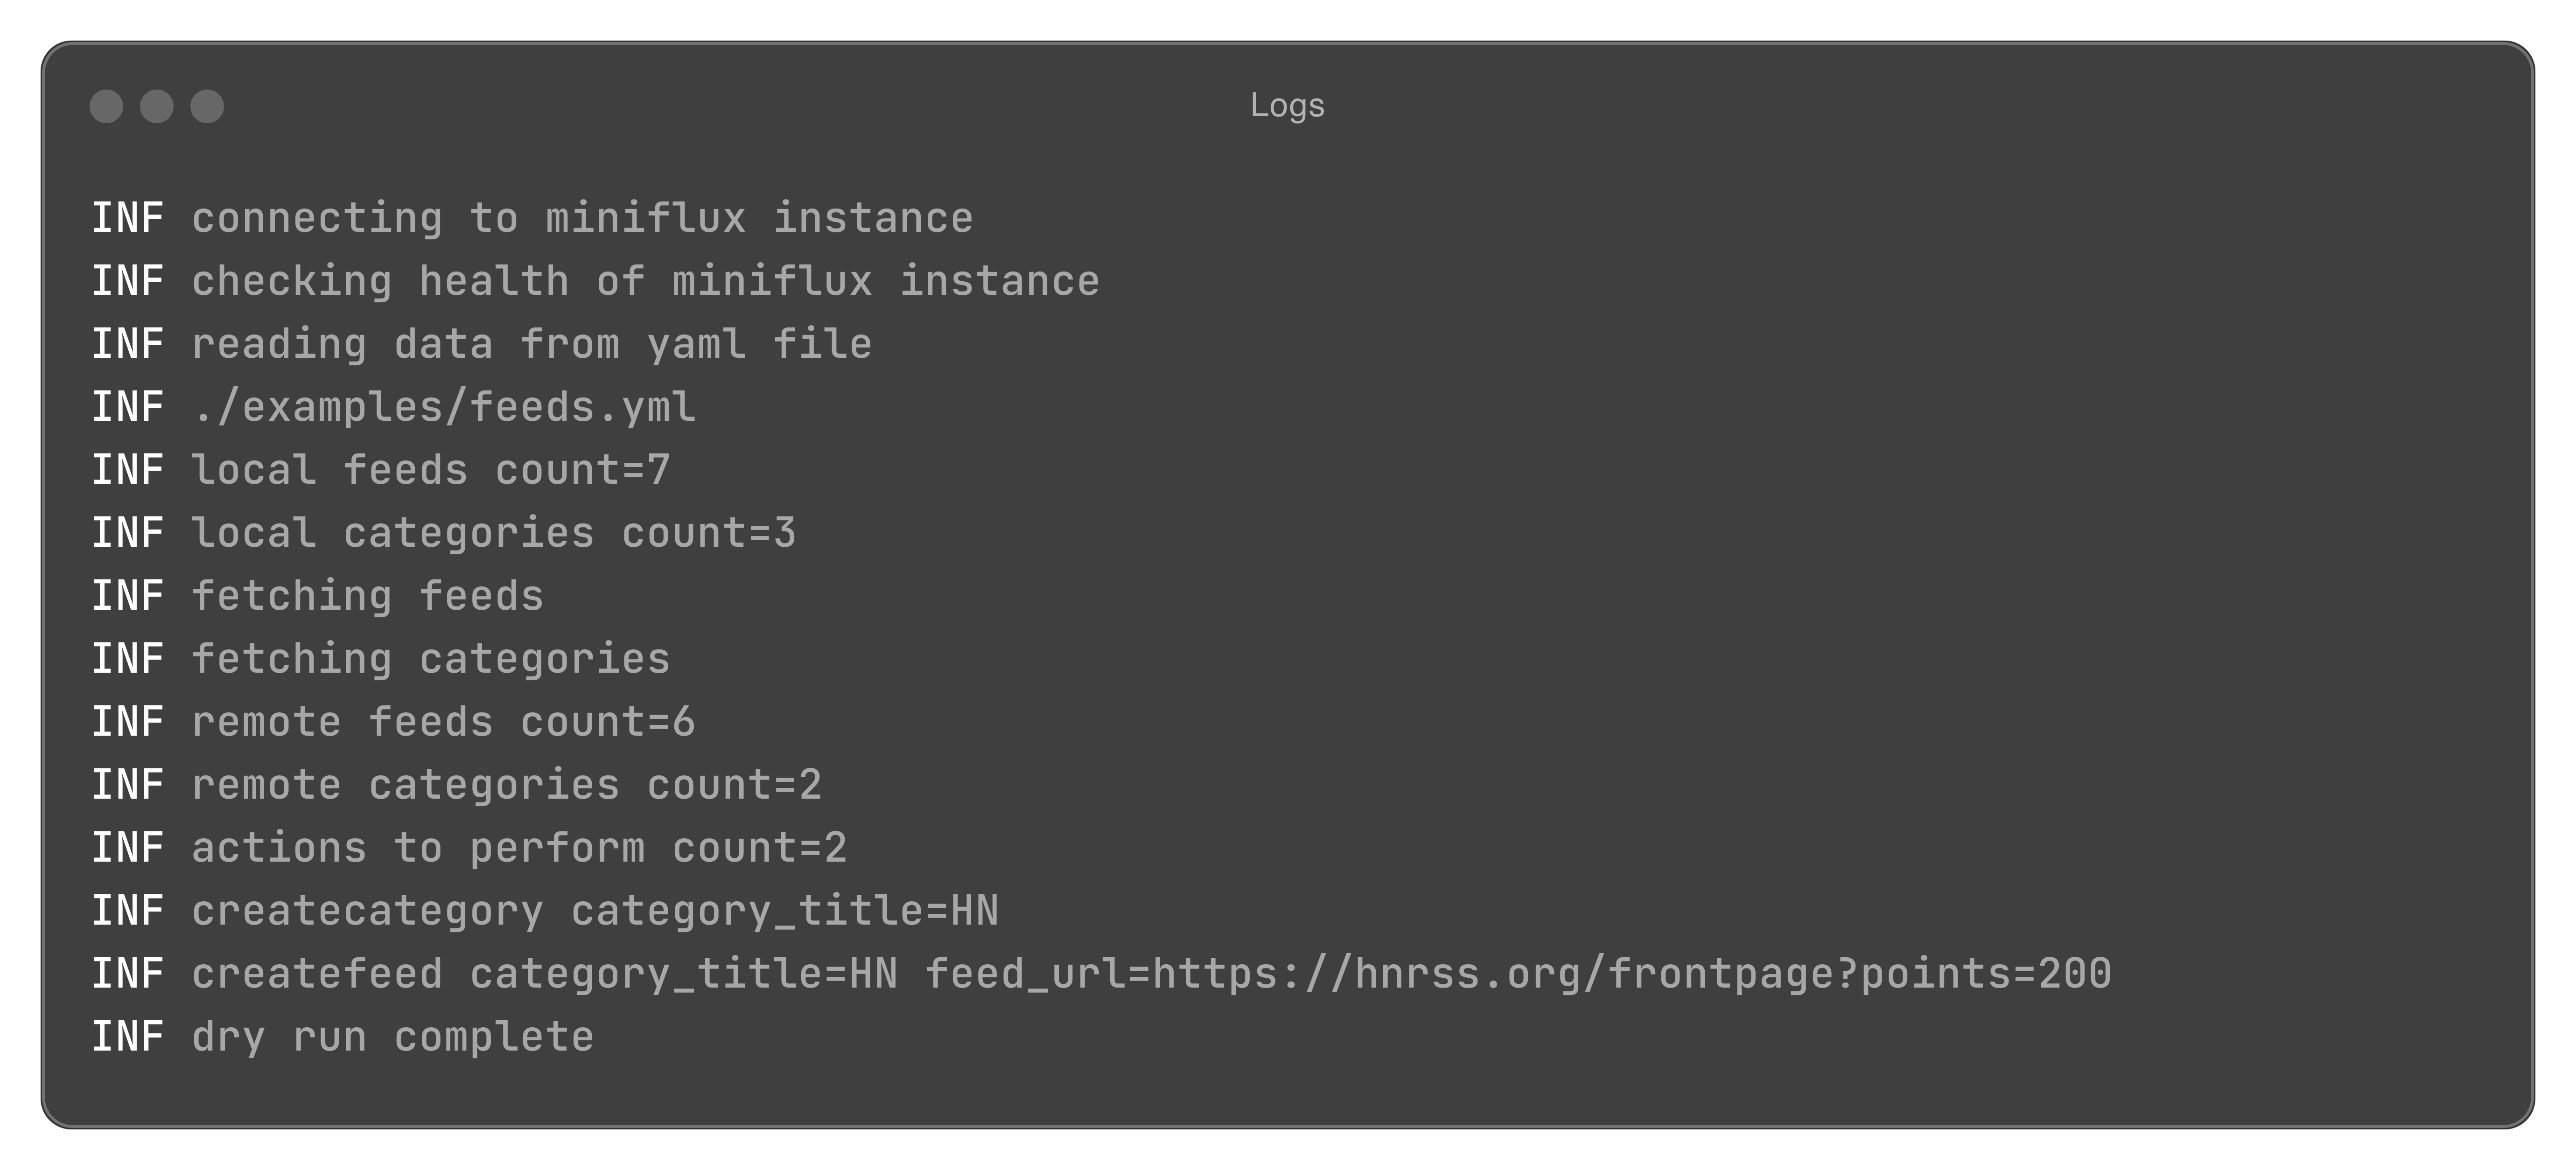 Logs
INF connecting to miniflux instance
INF checking health of miniflux instance
INF reading data from yaml file
INF ./examples/feeds.yml
INF local feeds count=7
INF local categories count=3
INF fetching feeds
INF fetching categories
INF remote feeds count=6
INF remote categories count=2
INF actions to perform count=2
INF createcategory category_title=HN
INF createfeed category_title=HN feed_url=https://hnrss.org/frontpage?points=200
INF dry run complete